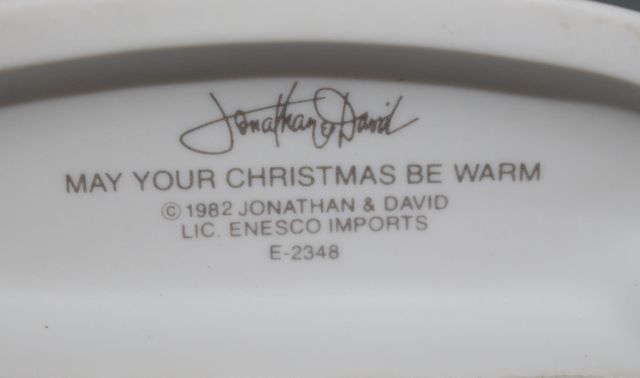 Jonathan & David
MAY YOUR CHRISTMAS BE WARM
© 1982 JONATHAN & DAVID
LIC. ENESCO IMPORTS
E-2348